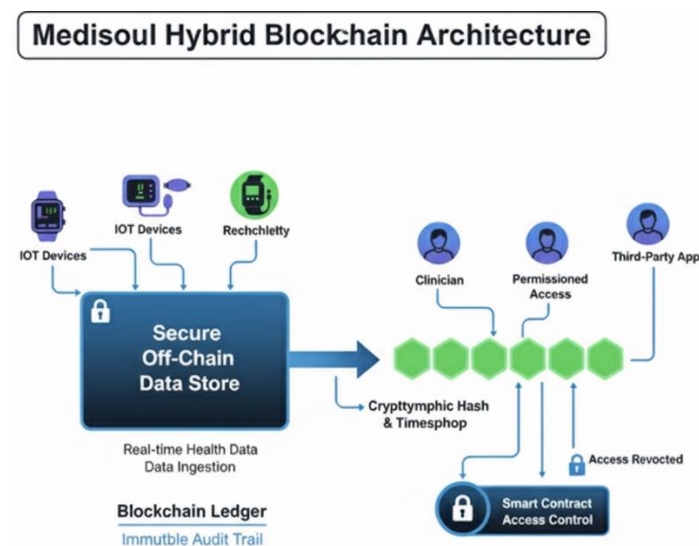 Medisoul Hybrid Blockchain Architecture
IOT Devices
IOT Devices
Rechchletty
Clinician
Permissioned
Access
Third-Party App
Secure
Off-Chain
Data Store
Crypttymphic Hash
& Timesphop
Real-time Health Data
Data Ingestion
Access Revocted
Blockchain Ledger
Immutble Audit Trail
Smart Contract
Access Control